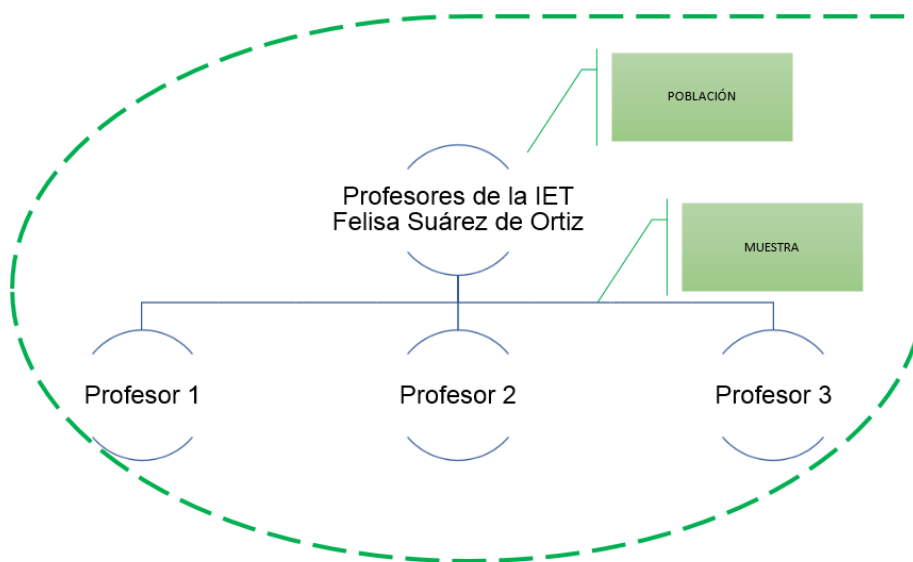 POBLACIÓN
Profesores de la IET
Felisa Suárez de Ortiz
MUESTRA
Profesor 1
Profesor 2
Profesor 3